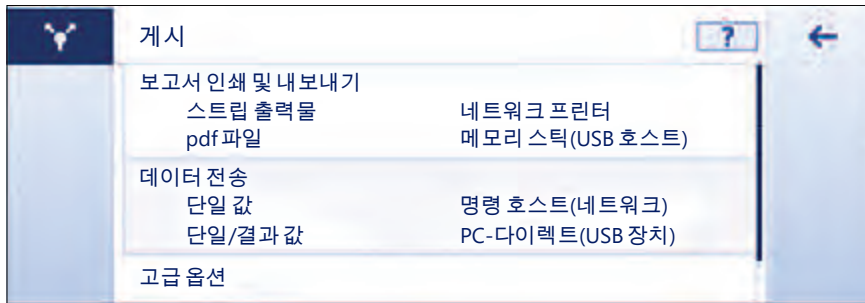 게시
?
보고서 인쇄 및 내보내기
스트립 출력물 네트워크 프린터
pdf 파일 메모리 스틱(USB 호스트)
데이터 전송
단일 값 명령 호스트(네트워크)
단일/결과 값 PC-다이렉트(USB 장치)
고급 옵션